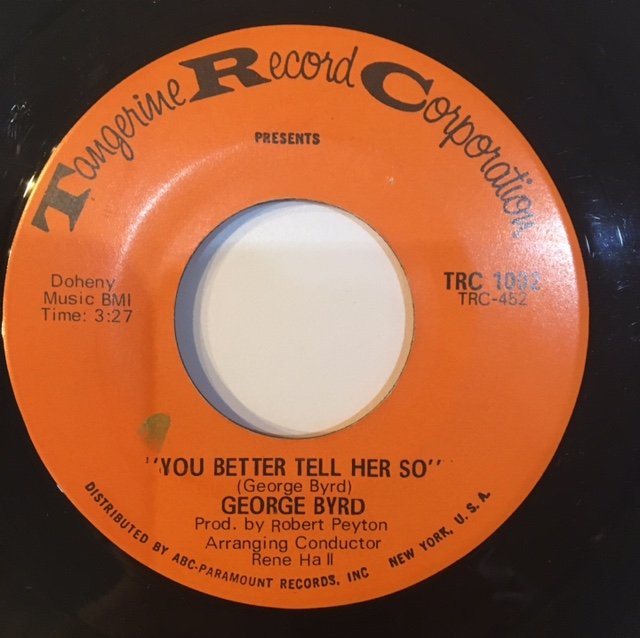 Tangerine Record Corporation
PRESENTS
Doheny
Music BMI
Time: 3:27
TRC
TRC-452
"YOU BETTER TELL HER SO"
(George Byrd)
GEORGE BYRD
Prod. by Robert Peyton
Arranging Conductor
Rene Hall
DISTRIBUTED BY ABC-PARAMOUNT RECORDS, INC NEW YORK, U. S. A.